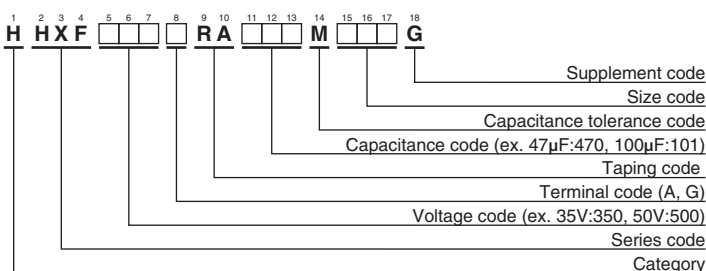 1 2 3 4 5 6 7 8 9 10 11 12 13 14 15 16 17 18
H HXF □□□ □ RA □□□ M □□□ G
Supplement code
Size code
Capacitance tolerance code
Capacitance code (ex. 47μF:470, 100μF:101)
Taping code
Terminal code (A, G)
Voltage code (ex. 35V:350, 50V:500)
Series code
Category